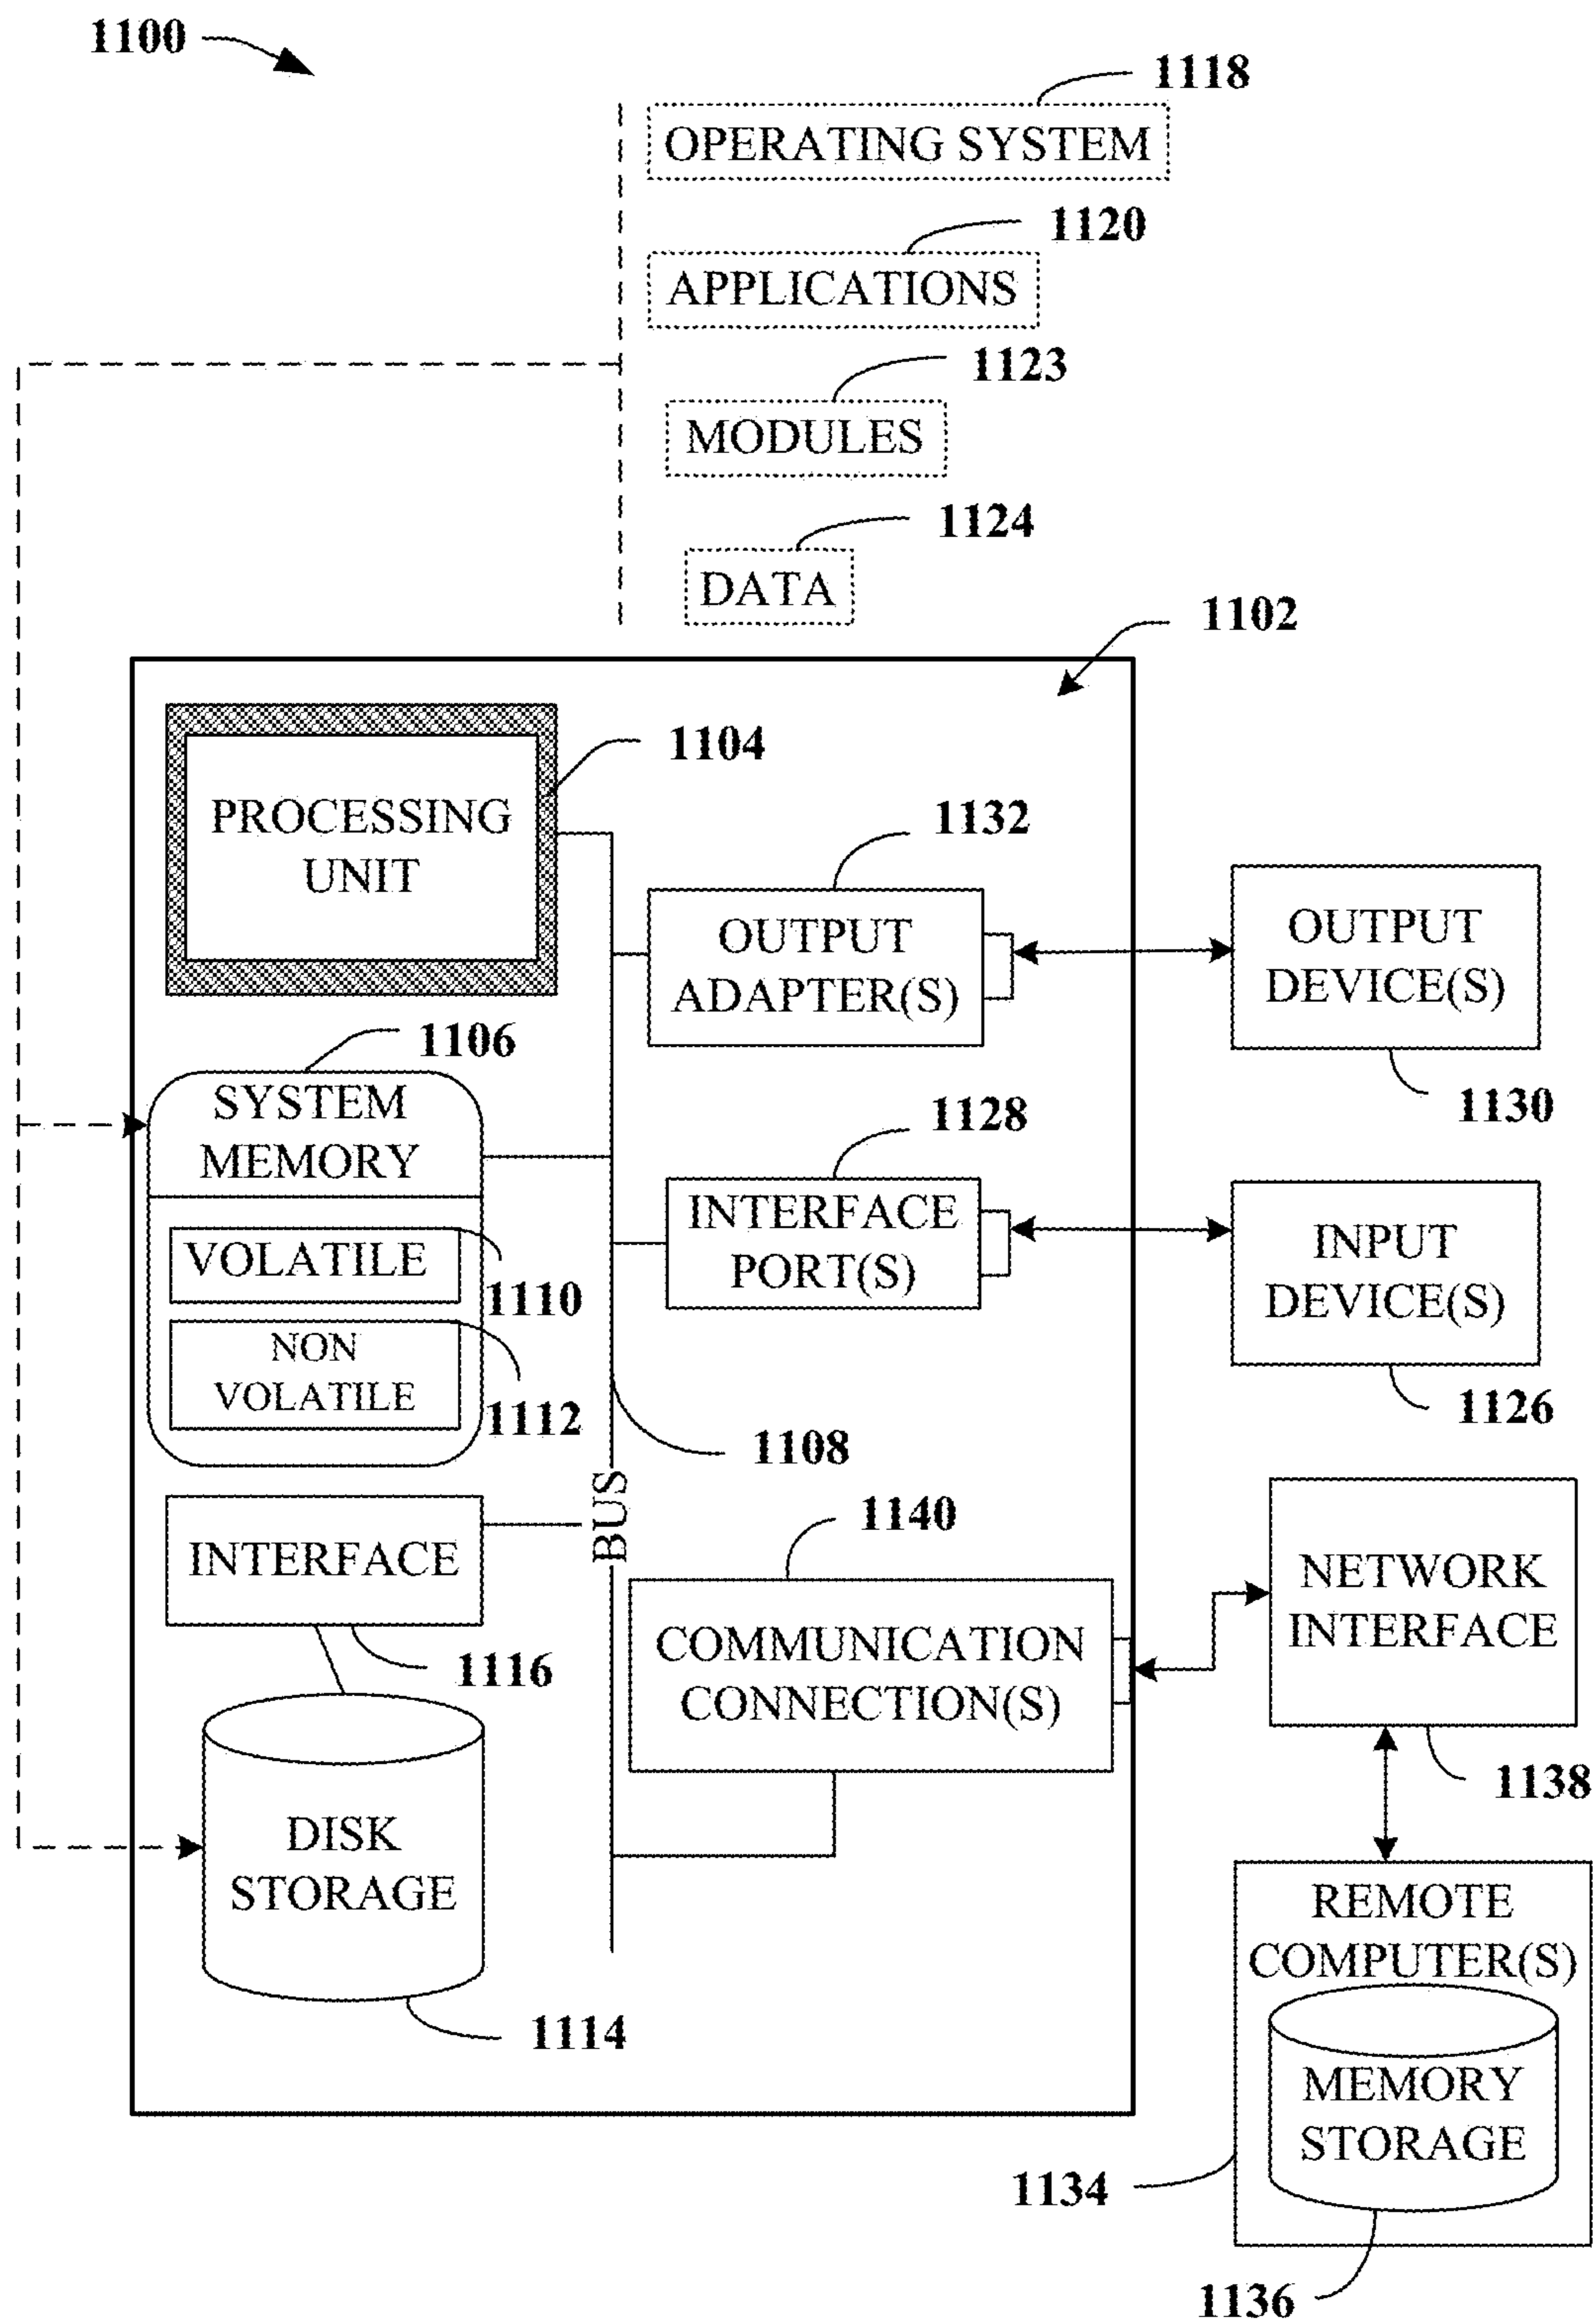 1100
1118
OPERATING SYSTEM
1120
APPLICATIONS
1123
MODULES
1124
DATA
1102
PROCESSING
UNIT
1104
1132
OUTPUT
ADAPTER(S)
OUTPUT
DEVICE(S)
1130
1106
SYSTEM
MEMORY
VOLATILE
1110
NON
VOLATILE
1112
1128
INTERFACE
PORT(S)
INPUT
DEVICE(S)
1126
1108
BUS
INTERFACE
1116
1140
COMMUNICATION
CONNECTION(S)
NETWORK
INTERFACE
1138
DISK
STORAGE
1114
REMOTE
COMPUTER(S)
MEMORY
STORAGE
1134
1136